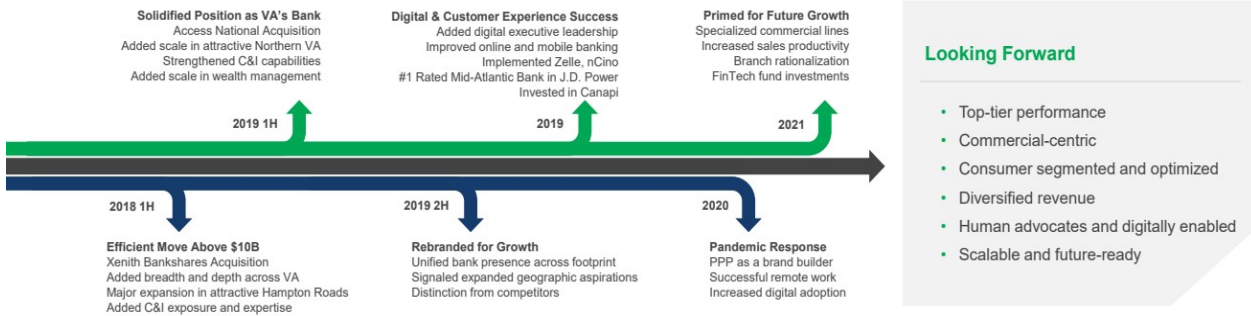 Solidified Position as VA's Bank
Access National Acquisition
Added scale in attractive Northern VA
Strengthened C&I capabilities
Added scale in wealth management
2019 1H
Digital & Customer Experience Success
Added digital executive leadership
Improved online and mobile banking
Implemented Zelle, nCino
#1 Rated Mid-Atlantic Bank in J.D. Power
Invested in Canapi
2019
Primed for Future Growth
Specialized commercial lines
Increased sales productivity
Branch rationalization
FinTech fund investments
2021
2018 1H
Efficient Move Above $10B
Xenith Bankshares Acquisition
Added breadth and depth across VA
Major expansion in attractive Hampton Roads
Added C&I exposure and expertise
2019 2H
Rebranded for Growth
Unified bank presence across footprint
Signaled expanded geographic aspirations
Distinction from competitors
2020
Pandemic Response
PPP as a brand builder
Successful remote work
Increased digital adoption
Looking Forward
• Top-tier performance
• Commercial-centric
• Consumer segmented and optimized
• Diversified revenue
• Human advocates and digitally enabled
• Scalable and future-ready